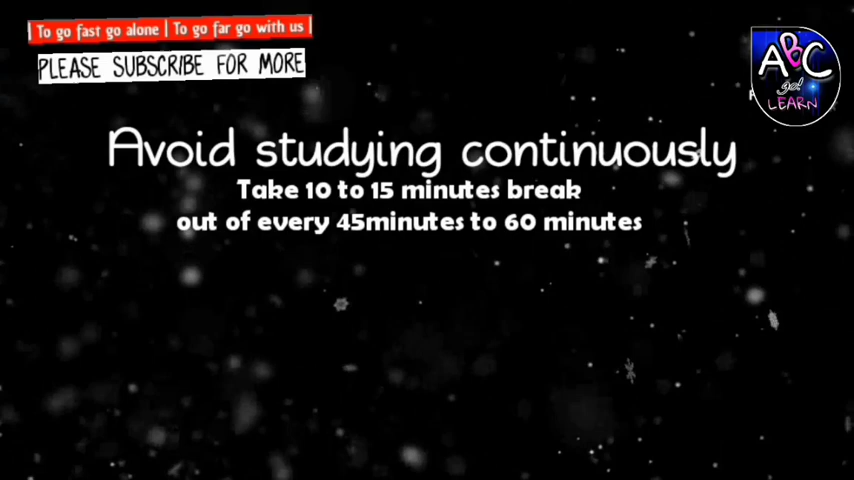 | To go fast go alone | To go far go with us |
PLEASE SUBSCRIBE FOR MORE
ABC
go!
LEARN
Avoid studying continuously
Take 10 to 15 minutes break
out of every 45minutes to 60 minutes